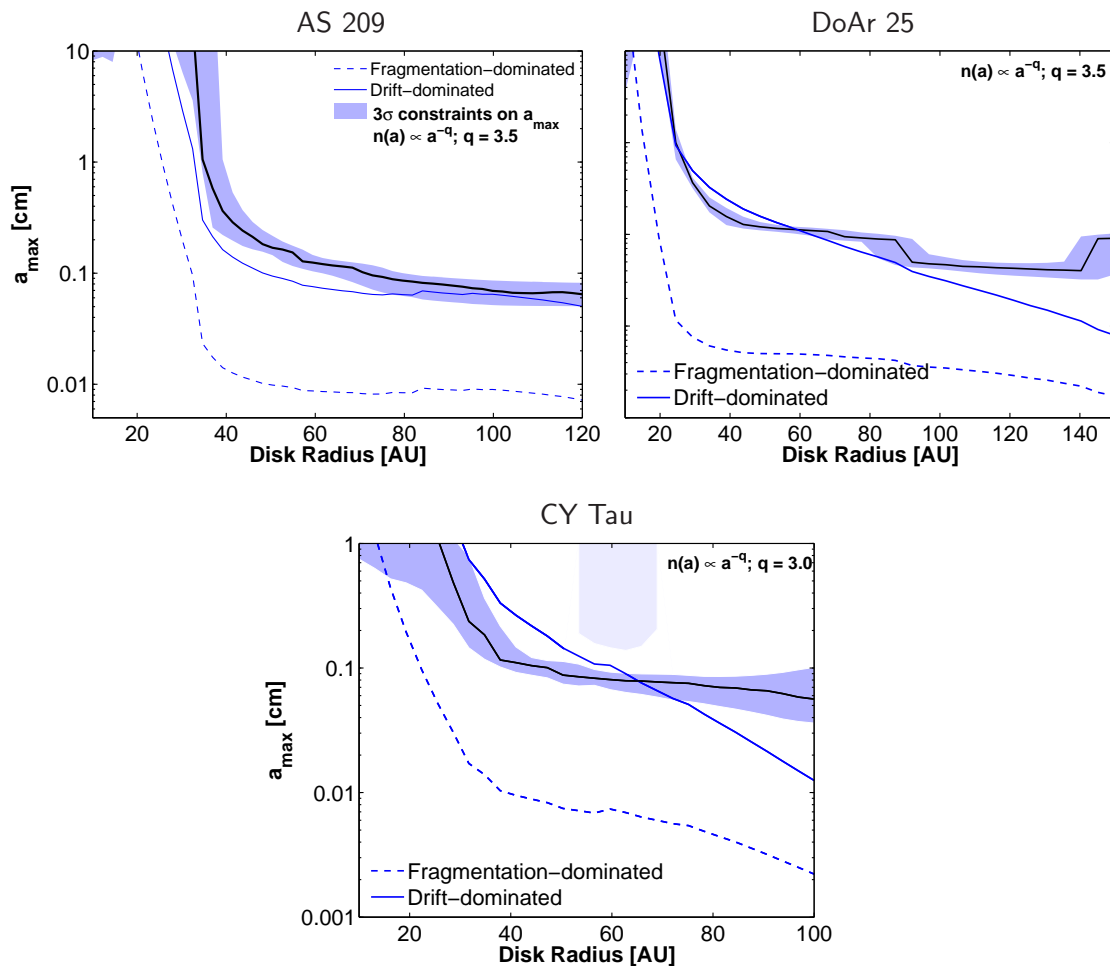 AS 209
10
1
0.1
0.01
a_max [cm]
20 40 60 80 100 120
Disk Radius [AU]
Fragmentation−dominated
Drift−dominated
3σ constraints on a_max
n(a) ∝ a^−q; q = 3.5
DoAr 25
n(a) ∝ a^−q; q = 3.5
Fragmentation−dominated
Drift−dominated
20 40 60 80 100 120 140
Disk Radius [AU]
CY Tau
1
0.1
0.01
0.001
a_max [cm]
n(a) ∝ a^−q; q = 3.0
Fragmentation−dominated
Drift−dominated
20 40 60 80 100
Disk Radius [AU]